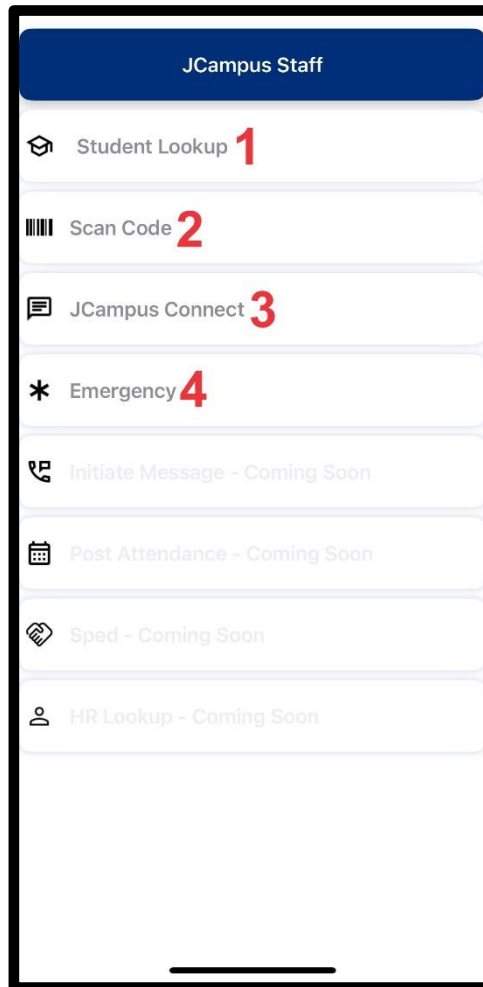 JCampus Staff
Student Lookup 1
Scan Code 2
JCampus Connect 3
Emergency 4
Initiate Message - Coming Soon
Post Attendance - Coming Soon
Sped - Coming Soon
HR Lookup - Coming Soon